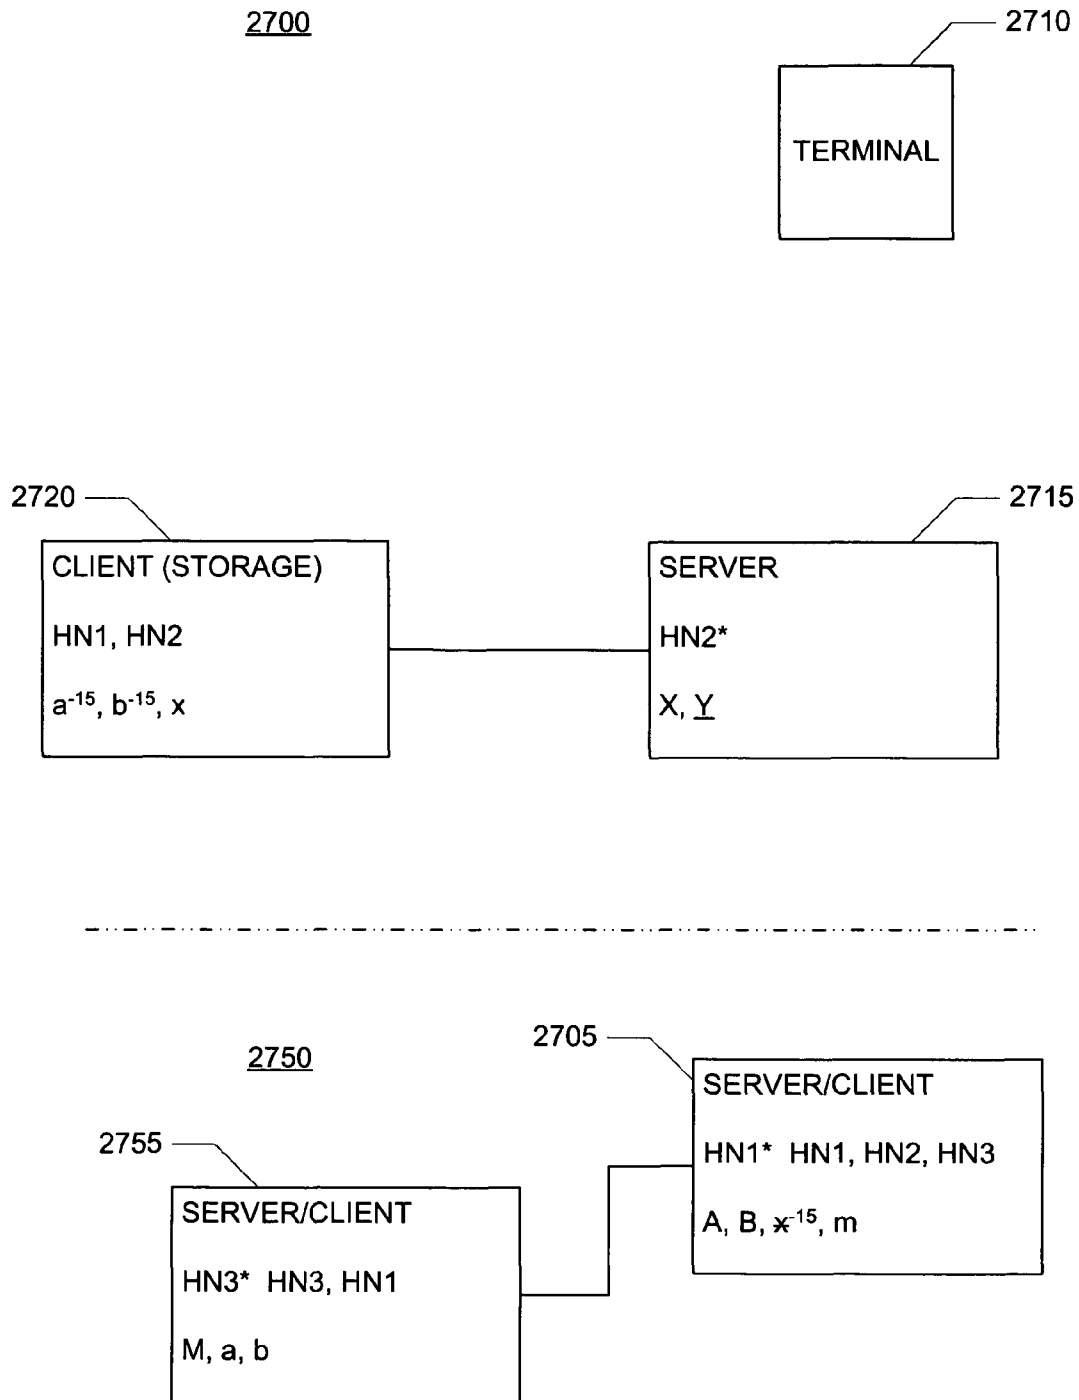 2700
2710
TERMINAL
2720
2715
CLIENT (STORAGE)
HN1, HN2
a⁻¹⁵, b⁻¹⁵, x
SERVER
HN2*
X, Y
2750
2705
SERVER/CLIENT
HN1* HN1, HN2, HN3
A, B, x⁻¹⁵, m
2755
SERVER/CLIENT
HN3* HN3, HN1
M, a, b